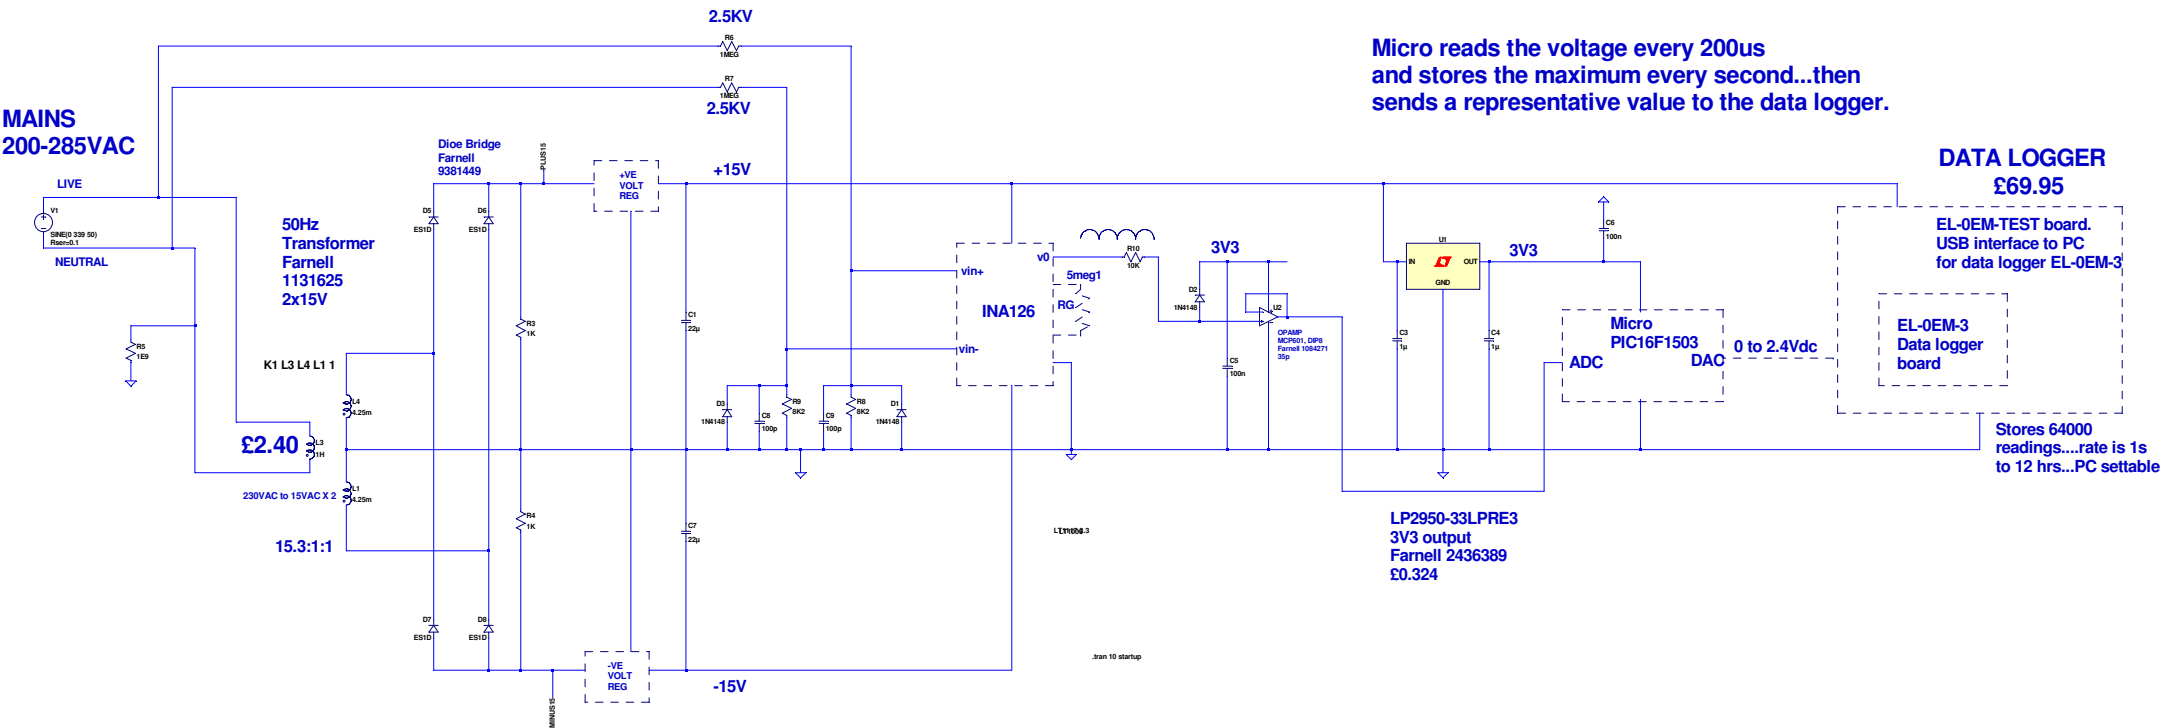 2.5KV
R6
1MEG
R7
1MEG
2.5KV
Micro reads the voltage every 200us
and stores the maximum every second...then
sends a representative value to the data logger.
MAINS
200-285VAC
LIVE
V1
SINE(0 339 50)
Rser=0.1
NEUTRAL
Dioe Bridge
Farnell
9381449
PLUS15
+VE
VOLT
REG
+15V
DATA LOGGER
£69.95
50Hz
Transformer
Farnell
1131625
2x15V
D5
ES1D
D6
ES1D
EL-0EM-TEST board.
USB interface to PC
for data logger EL-0EM-3
EL-0EM-3
Data logger
board
Stores 64000
readings....rate is 1s
to 12 hrs...PC settable
R5
1E9
K1 L3 L4 L1 1
L4
4.25m
£2.40
L3
1H
230VAC to 15VAC X 2
L1
4.25m
15.3:1:1
R3
1K
R4
1K
C1
22µ
C7
22µ
D7
ES1D
D8
ES1D
MINUS15
-VE
VOLT
REG
-15V
D3
1N4148
C8
100p
R9
8K2
C9
100p
R8
8K2
D1
1N4148
vin+
vin-
INA126
v0
RG
5meg1
R10
10K
3V3
D2
1N4148
C5
100n
U2
OPAMP
MCP601, DIP8
Farnell 1084271
35p
U1
IN
OUT
GND
3V3
C3
1µ
C4
1µ
C6
100n
Micro
PIC16F1503
ADC
DAC
0 to 2.4Vdc
LP2950-33LPRE3
3V3 output
Farnell 2436389
£0.324
.tran 10 startup